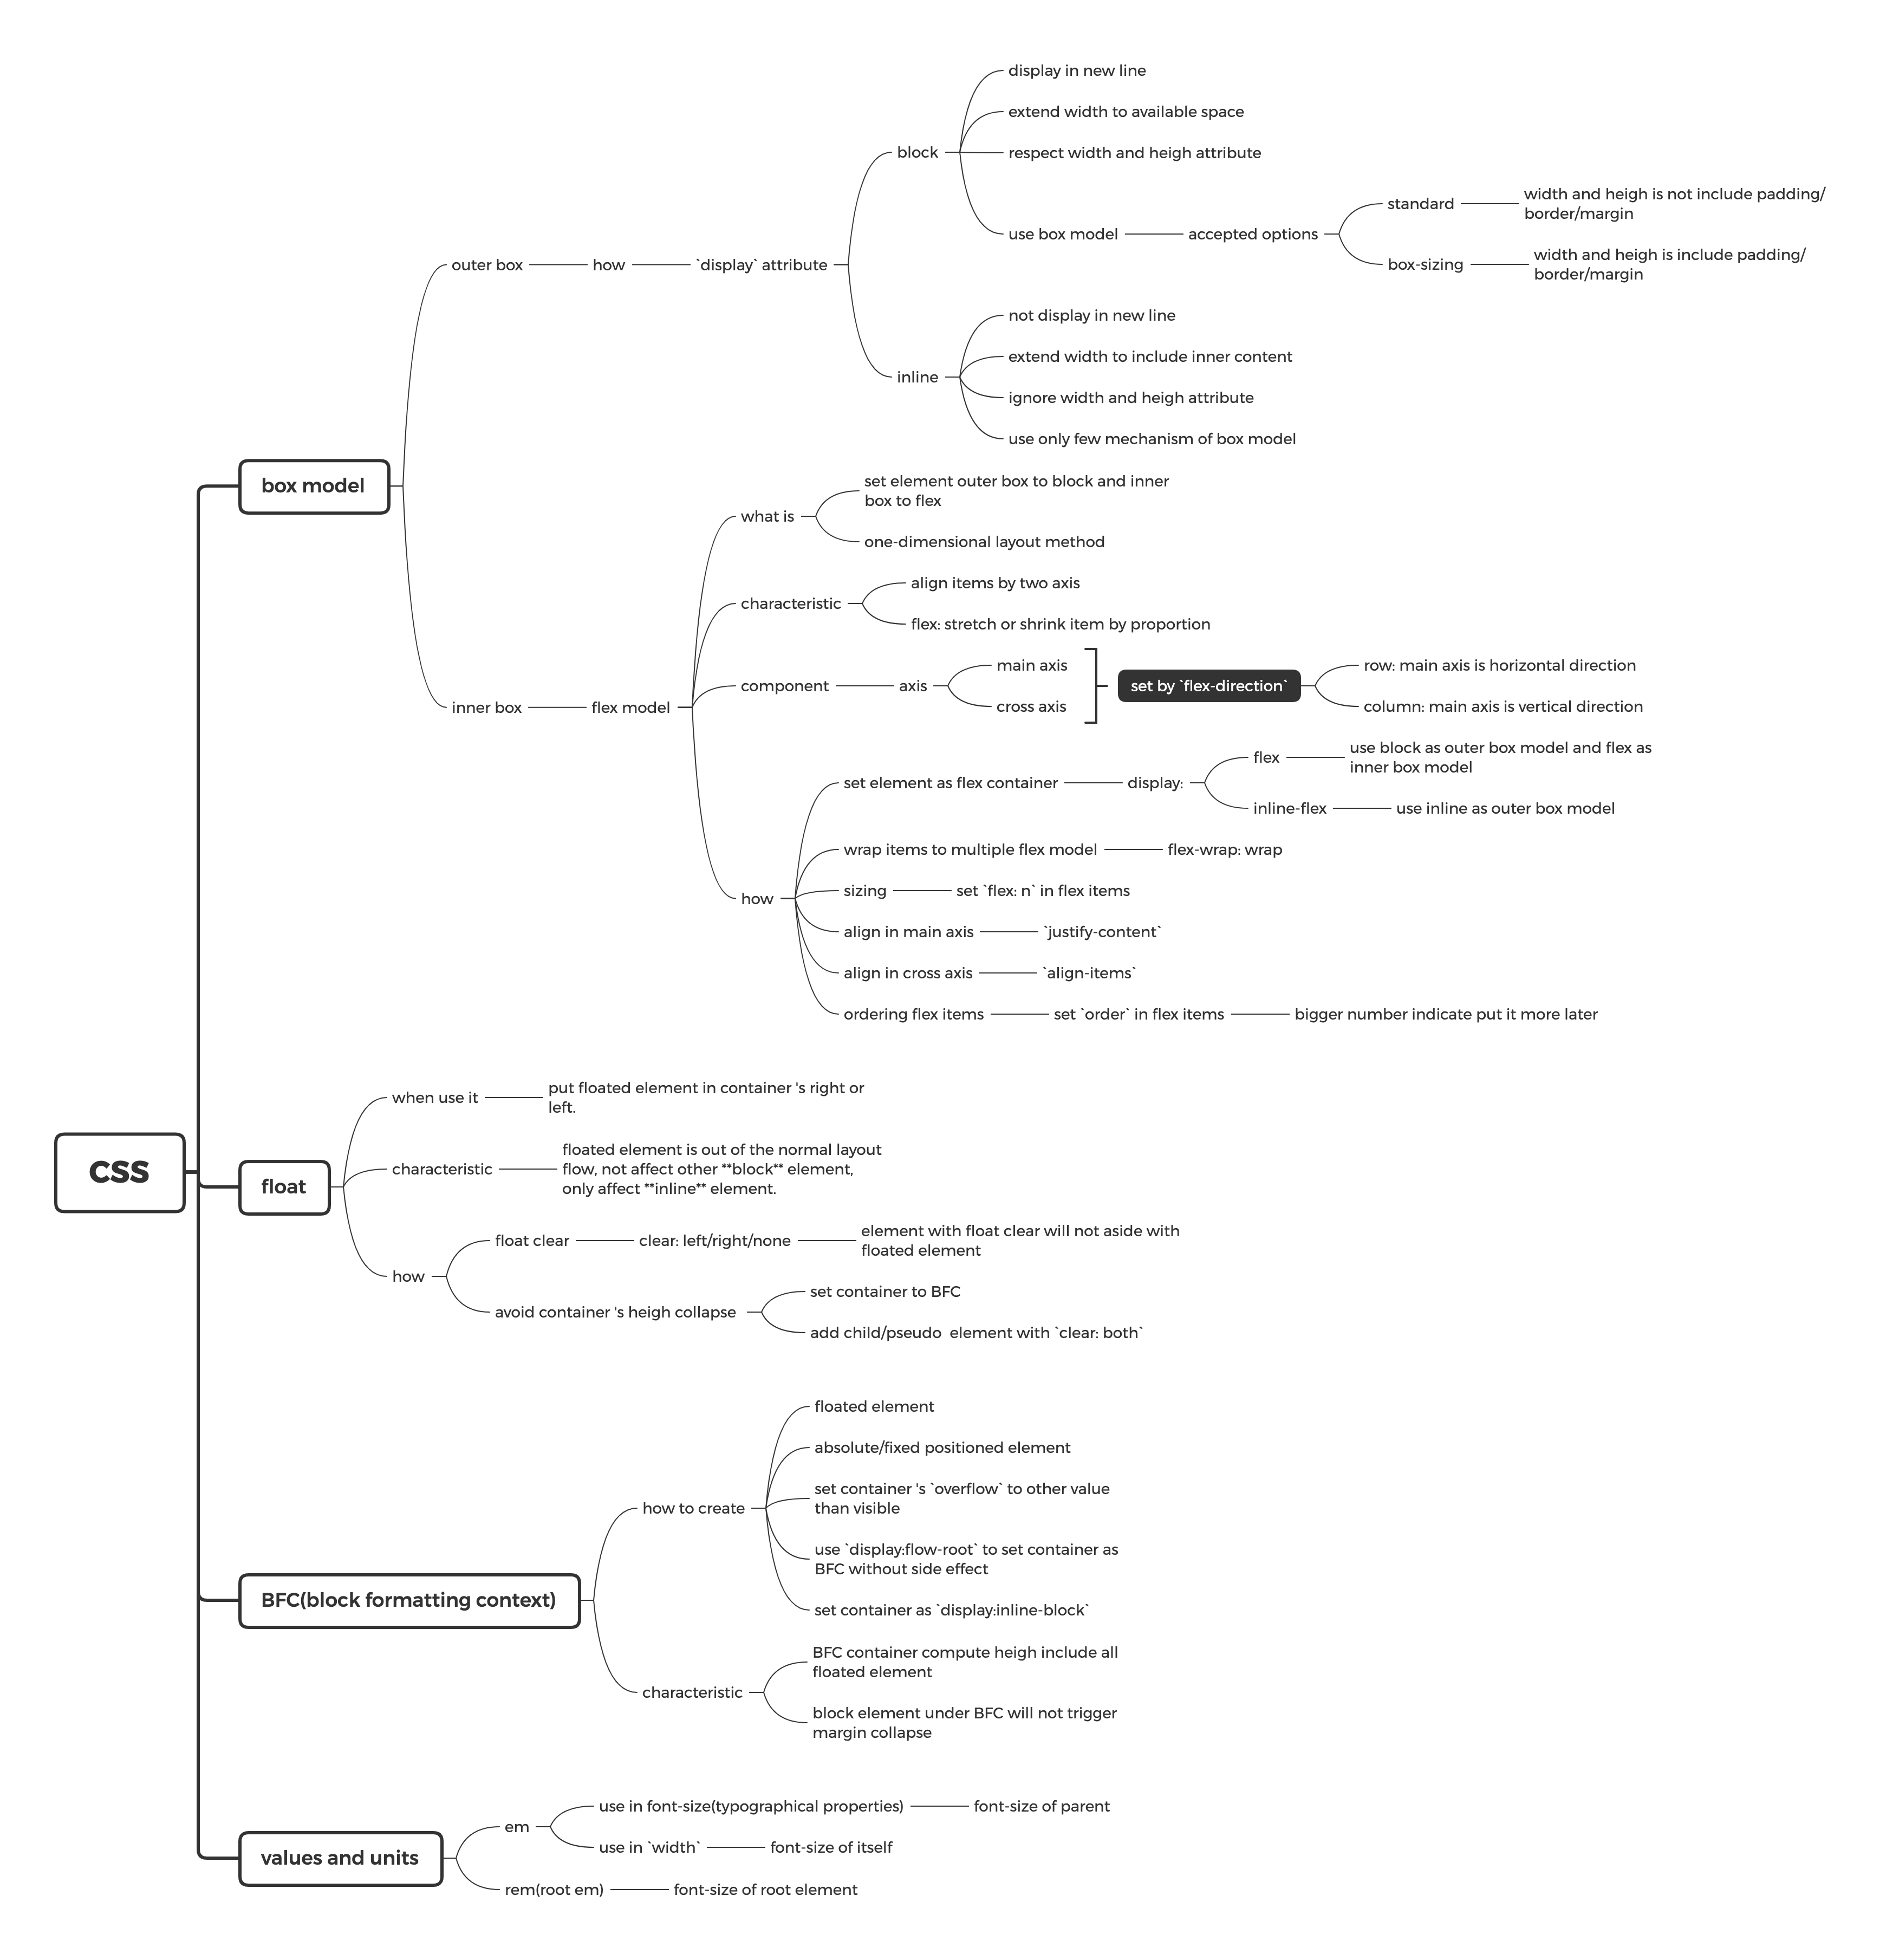 CSS
box model
outer box
how
`display` attribute
block
display in new line
extend width to available space
respect width and heigh attribute
use box model
accepted options
standard
width and heigh is not include padding/
border/margin
box-sizing
width and heigh is include padding/
border/margin
inline
not display in new line
extend width to include inner content
ignore width and heigh attribute
use only few mechanism of box model
inner box
flex model
what is
set element outer box to block and inner
box to flex
one-dimensional layout method
characteristic
align items by two axis
flex: stretch or shrink item by proportion
component
axis
main axis
cross axis
set by `flex-direction`
row: main axis is horizontal direction
column: main axis is vertical direction
how
set element as flex container
display:
flex
use block as outer box model and flex as
inner box model
inline-flex
use inline as outer box model
wrap items to multiple flex model
flex-wrap: wrap
sizing
set `flex: n` in flex items
align in main axis
`justify-content`
align in cross axis
`align-items`
ordering flex items
set `order` in flex items
bigger number indicate put it more later
float
when use it
put floated element in container 's right or
left.
characteristic
floated element is out of the normal layout
flow, not affect other **block** element,
only affect **inline** element.
how
float clear
clear: left/right/none
element with float clear will not aside with
floated element
avoid container 's heigh collapse
set container to BFC
add child/pseudo  element with `clear: both`
BFC(block formatting context)
how to create
floated element
absolute/fixed positioned element
set container 's `overflow` to other value
than visible
use `display:flow-root` to set container as
BFC without side effect
set container as `display:inline-block`
characteristic
BFC container compute heigh include all
floated element
block element under BFC will not trigger
margin collapse
values and units
em
use in font-size(typographical properties)
font-size of parent
use in `width`
font-size of itself
rem(root em)
font-size of root element